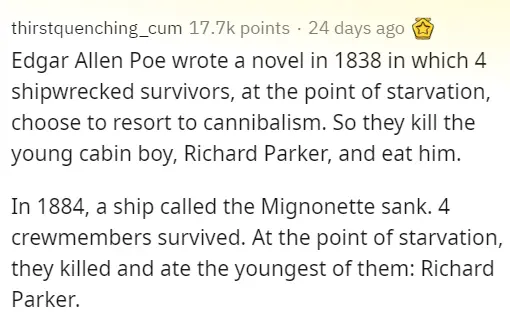 thirstquenching_cum 17.7k points · 24 days ago
Edgar Allen Poe wrote a novel in 1838 in which 4
shipwrecked survivors, at the point of starvation,
choose to resort to cannibalism. So they kill the
young cabin boy, Richard Parker, and eat him.
In 1884, a ship called the Mignonette sank. 4
crewmembers survived. At the point of starvation,
they killed and ate the youngest of them: Richard
Parker.